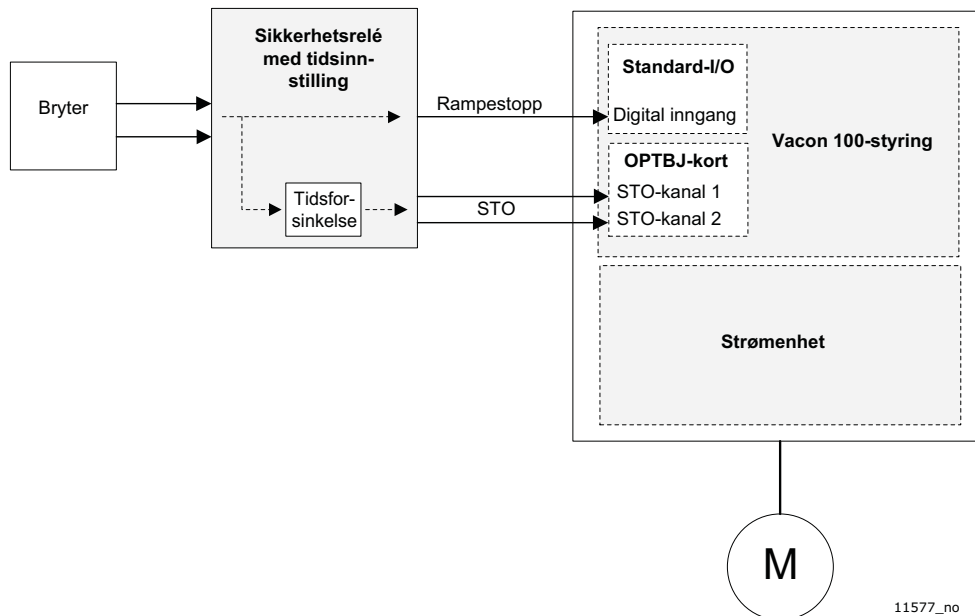 Sikkerhetsrelé
med tidsinn-
stilling
Bryter
Tidsfor-
sinkelse
Rampestopp
STO
Standard-I/O
Digital inngang
OPTBJ-kort
STO-kanal 1
STO-kanal 2
Vacon 100-styring
Strømenhet
M
11577_no